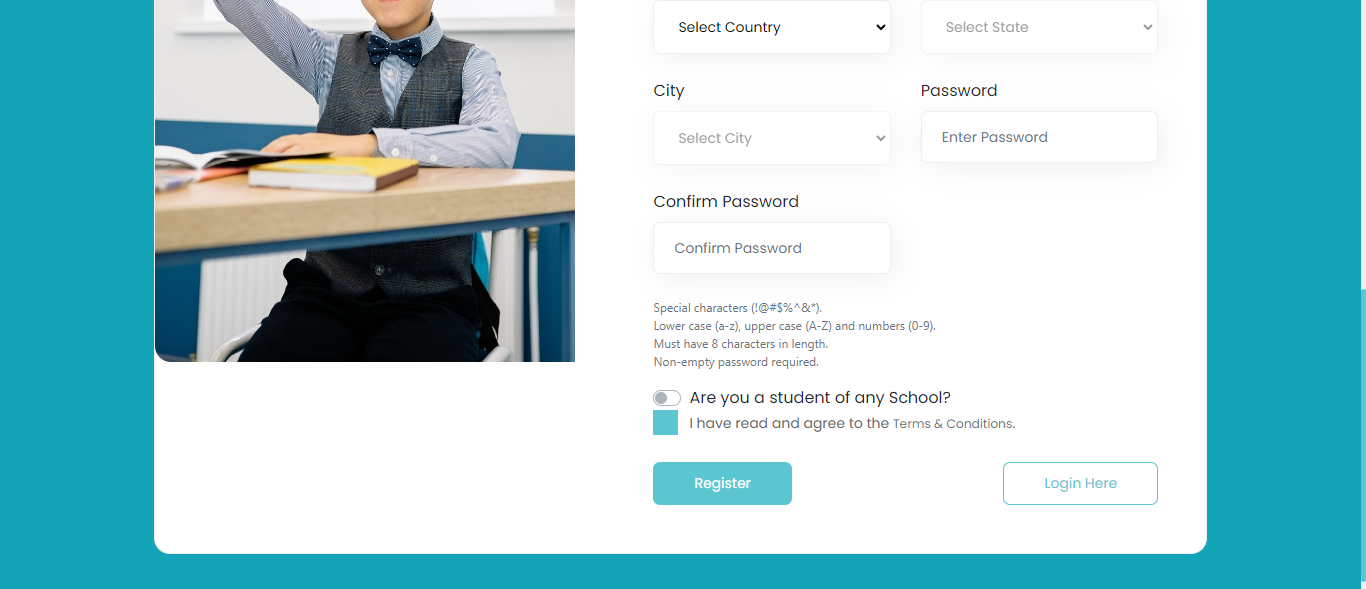 Select Country
Select State
City
Password
Select City
Enter Password
Confirm Password
Confirm Password
Special characters (!@#$%^&*).
Lower case (a-z), upper case (A-Z) and numbers (0-9).
Must have 8 characters in length.
Non-empty password required.
Are you a student of any School?
I have read and agree to the Terms & Conditions.
Register
Login Here